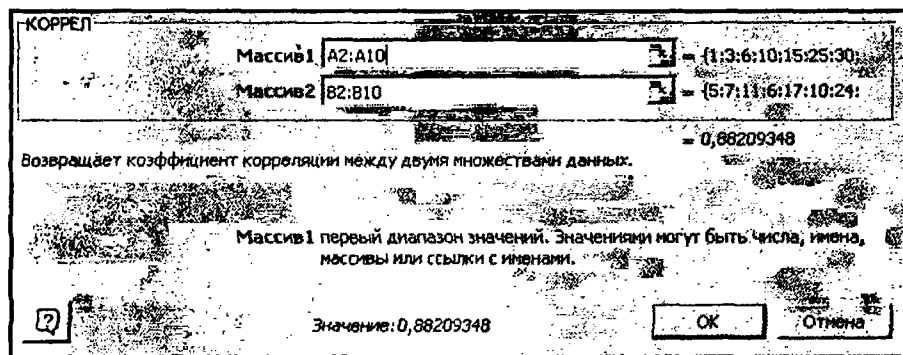 КОРРЕЛ
Массив1 A2:A10 = {1:3:6:10:15:25:30:
Массив2 B2:B10 = {5:7:11:6:17:10:24:
= 0,88209348
Возвращает коэффициент корреляции между двумя множествами данных.
Массив1 первый диапазон значений. Значениями могут быть числа, имена,
массивы или ссылки с именами.
Значение:0,88209348
ОК
Отмена